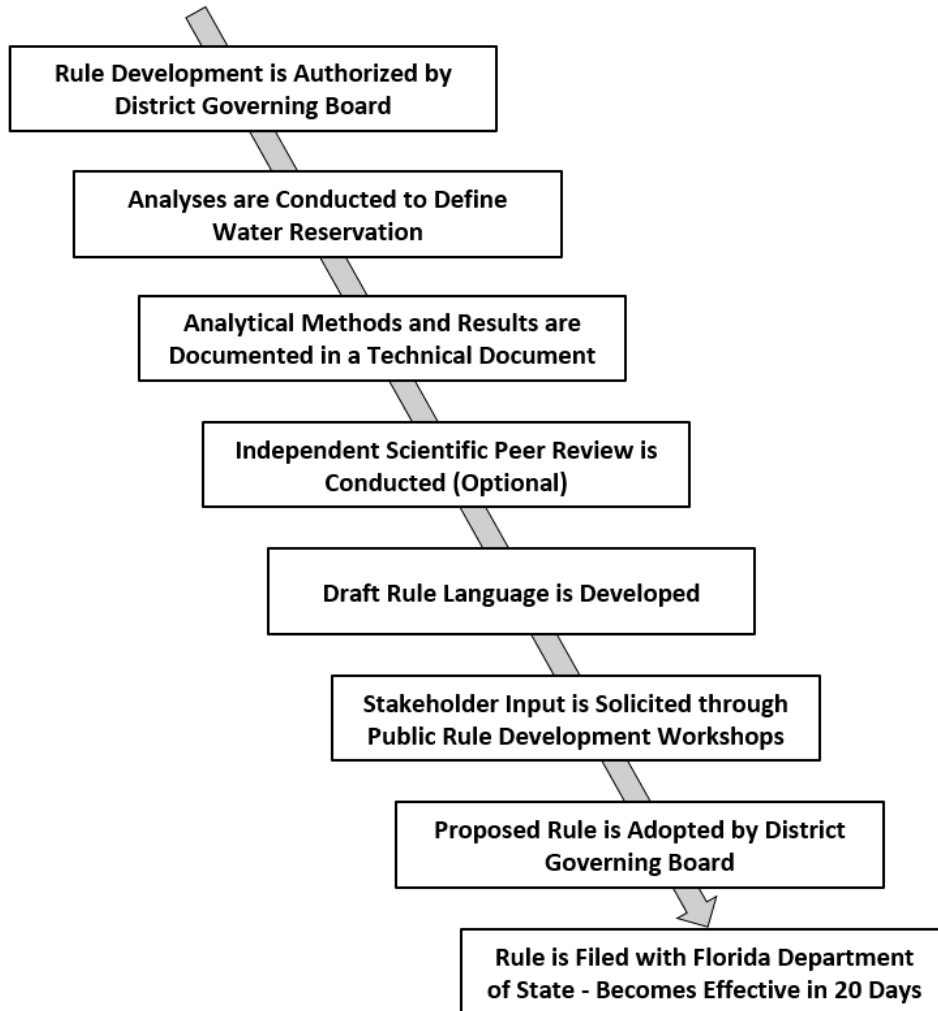 Rule Development is Authorized by
District Governing Board
Analyses are Conducted to Define
Water Reservation
Analytical Methods and Results are
Documented in a Technical Document
Independent Scientific Peer Review is
Conducted (Optional)
Draft Rule Language is Developed
Stakeholder Input is Solicited through
Public Rule Development Workshops
Proposed Rule is Adopted by District
Governing Board
Rule is Filed with Florida Department
of State - Becomes Effective in 20 Days